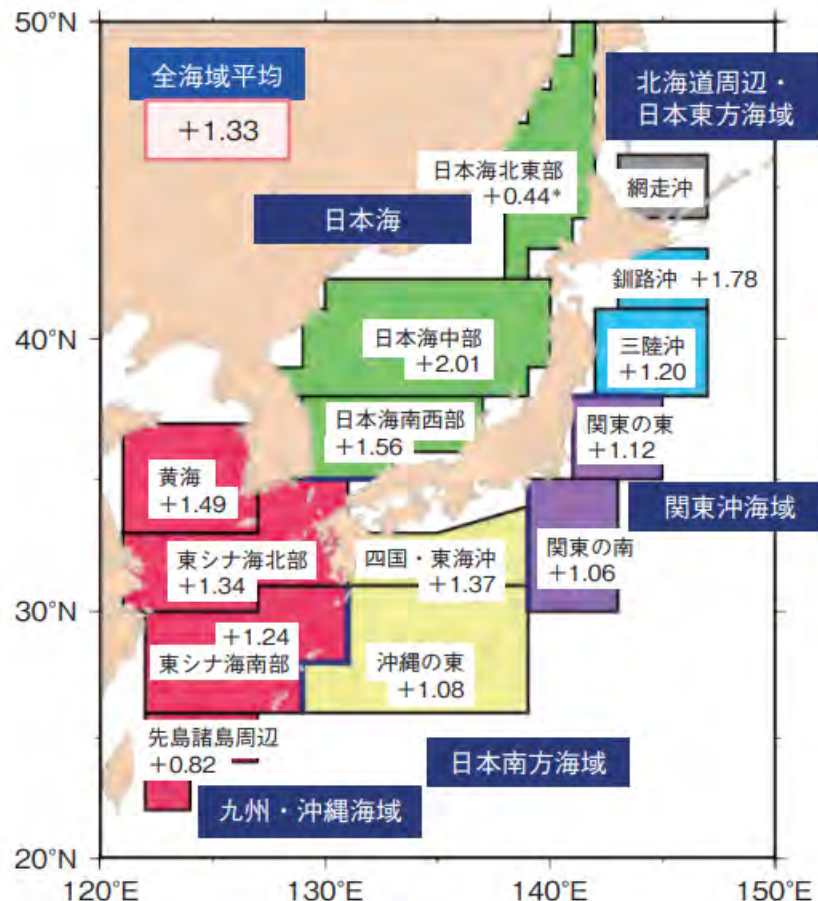 50°N
全海域平均
+1.33
北海道周辺・
日本東方海域
日本海北東部
+0.44*
網走沖
日本海
釧路沖 +1.78
40°N
日本海中部
+2.01
三陸沖
+1.20
日本海南西部
+1.56
関東の東
+1.12
黄海
+1.49
関東沖海域
東シナ海北部
+1.34
四国・東海沖
+1.37
関東の南
+1.06
30°N
+1.24
東シナ海南部
沖縄の東
+1.08
先島諸島周辺
+0.82
日本南方海域
九州・沖縄海域
20°N
120°E
130°E
140°E
150°E